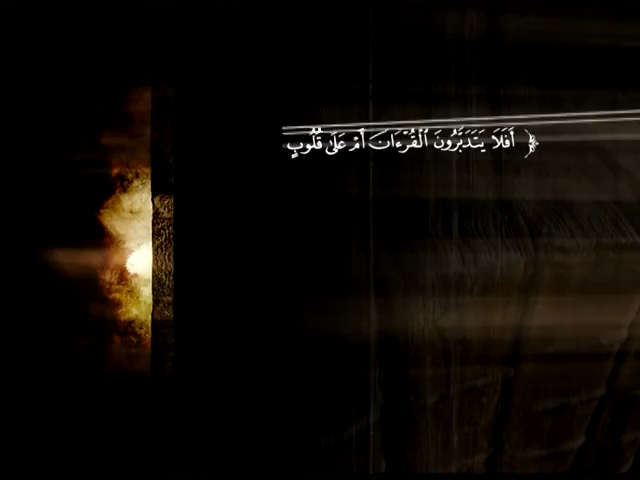 ﴿ أَفَلَا يَتَدَبَّرُونَ ٱلْقُرْءَانَ أَمْ عَلَىٰ قُلُوبٍ